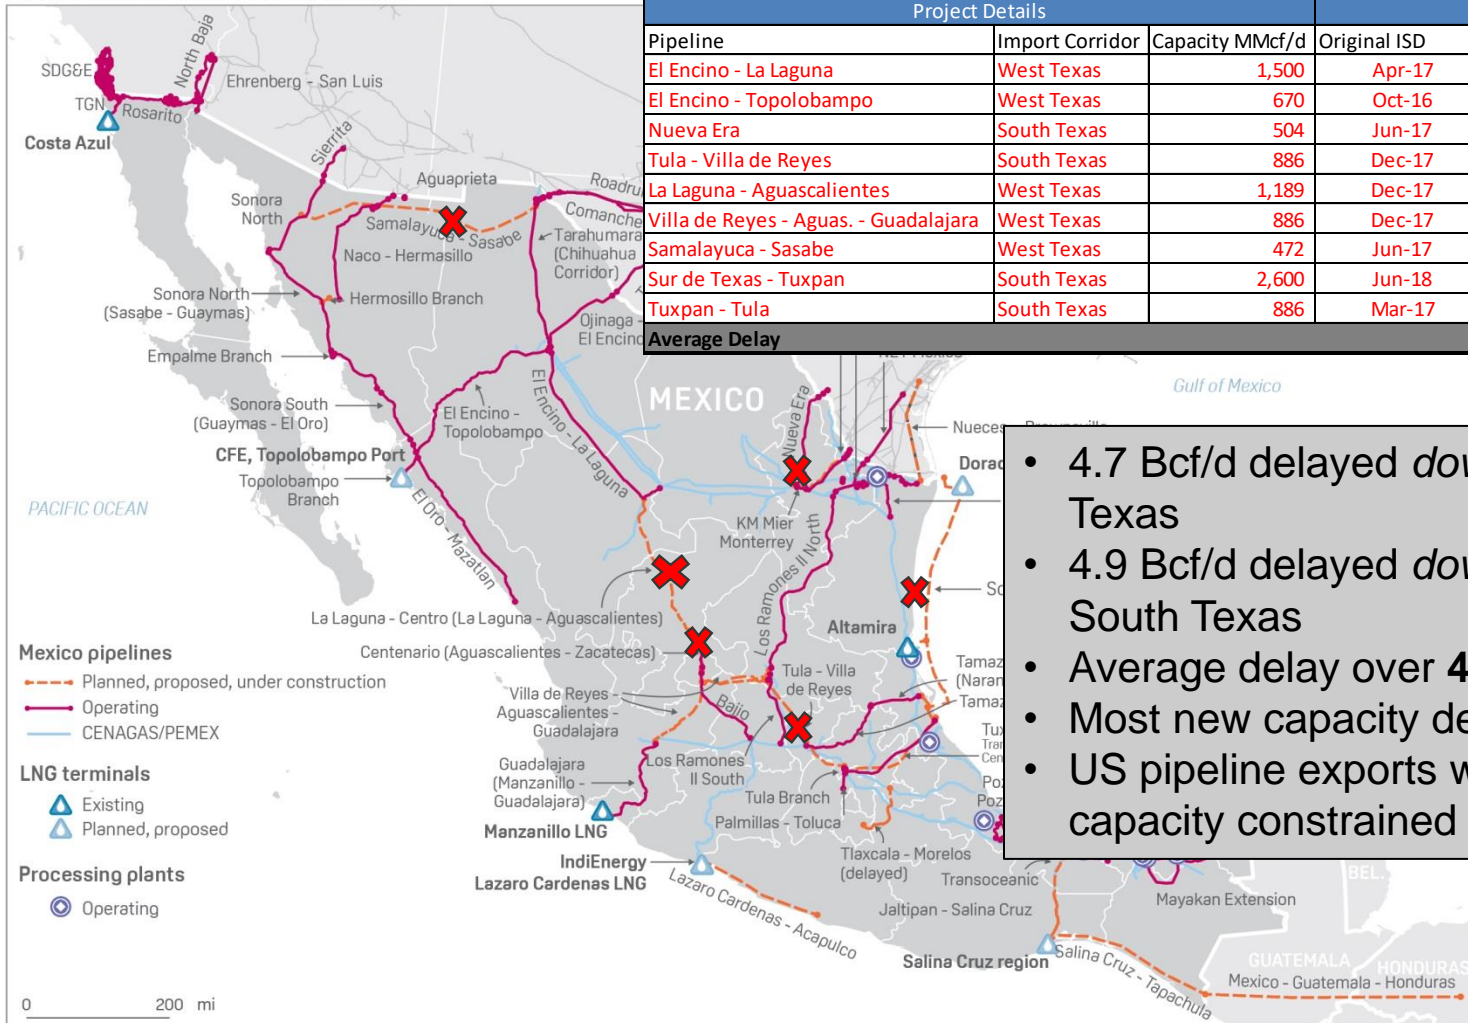 Project Details
Pipeline Import Corridor Capacity MMcf/d Original ISD
El Encino - La Laguna West Texas 1,500 Apr-17
El Encino - Topolobampo West Texas 670 Oct-16
Nueva Era South Texas 504 Jun-17
Tula - Villa de Reyes South Texas 886 Dec-17
La Laguna - Aguascalientes West Texas 1,189 Dec-17
Villa de Reyes - Aguas. - Guadalajara West Texas 886 Dec-17
Samalayuca - Sasabe West Texas 472 Jun-17
Sur de Texas - Tuxpan South Texas 2,600 Jun-18
Tuxpan - Tula South Texas 886 Mar-17
Average Delay
SDG&E
North Baja
Ehrenberg - San Luis
TGN
Rosarito
Costa Azul
Sierrita
Aguaprieta
Sonora
North
Samalayuca - Sasabe
Comanche
Tarahumara
(Chihuahua
Corridor)
Naco - Hermasillo
Sonora North
(Sasabe - Guaymas)
Hermosillo Branch
Ojinaga -
El Encino
Empalme Branch
MEXICO
Gulf of Mexico
Sonora South
(Guaymas - El Oro)
El Encino -
Topolobampo
El Encino - La Laguna
Nueva Era
Nueces
CFE, Topolobampo Port
Topolobampo
Branch
PACIFIC OCEAN
El Oro - Mazatlan
KM Mier
Monterrey
Los Ramones II North
• 4.7 Bcf/d delayed
Texas
• 4.9 Bcf/d delayed
South Texas
• Average delay over 4
• Most new capacity
• US pipeline exports
capacity constrained
La Laguna - Centro (La Laguna - Aguascalientes)
Centenario (Aguascalientes - Zacatecas)
Altamira
Mexico pipelines
Planned, proposed, under construction
Operating
CENAGAS/PEMEX
Villa de Reyes -
Aguascalientes -
Guadalajara
Bajio
Tula - Villa
de Reyes
LNG terminals
Existing
Planned, proposed
Guadalajara
(Manzanillo -
Guadalajara)
Los Ramones
II South
Manzanillo LNG
Tula Branch
Palmillas - Toluca
Processing plants
Operating
IndiEnergy
Lazaro Cardenas LNG
Lazaro Cardenas - Acapulco
Tlaxcala - Morelos
(delayed)
Transoceanic
Jaltipan - Salina Cruz
BEL.
Mayakan Extension
Salina Cruz region
Salina Cruz - Tapachula
GUATEMALA
HONDURAS
Mexico - Guatemala - Honduras
0 200 mi